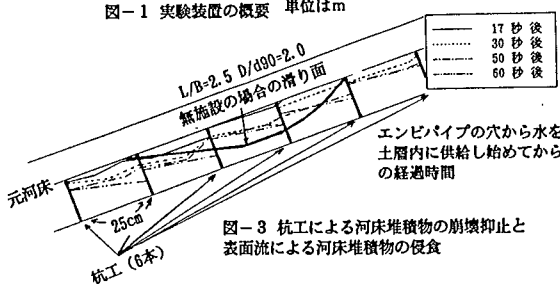 図－1 実験装置の概要 単位はm
17 秒 後
30 秒 後
50 秒 後
60 秒 後
L/B=2.5 D/d90=2.0
無施設の場合の滑り面
エンビパイプの穴から水を
土層内に供給し始めてから
の経過時間
元河床
25cm
杭工（6本）
図－3 杭工による河床堆積物の崩壊抑止と
表面流による河床堆積物の侵食